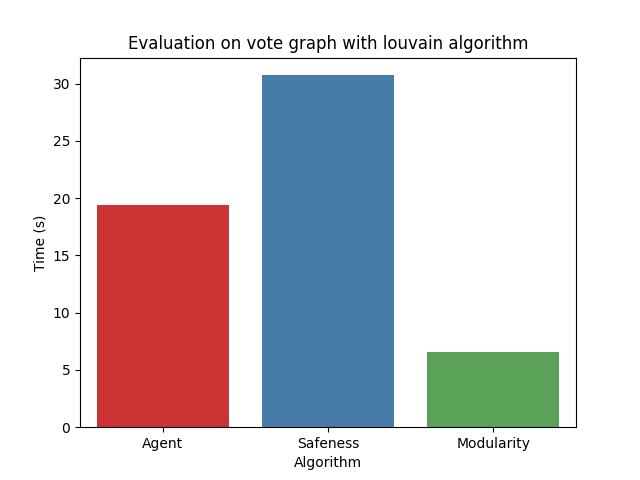 Evaluation on vote graph with louvain algorithm
30
25
20
15
10
5
0
Time (s)
Agent
Safeness
Modularity
Algorithm